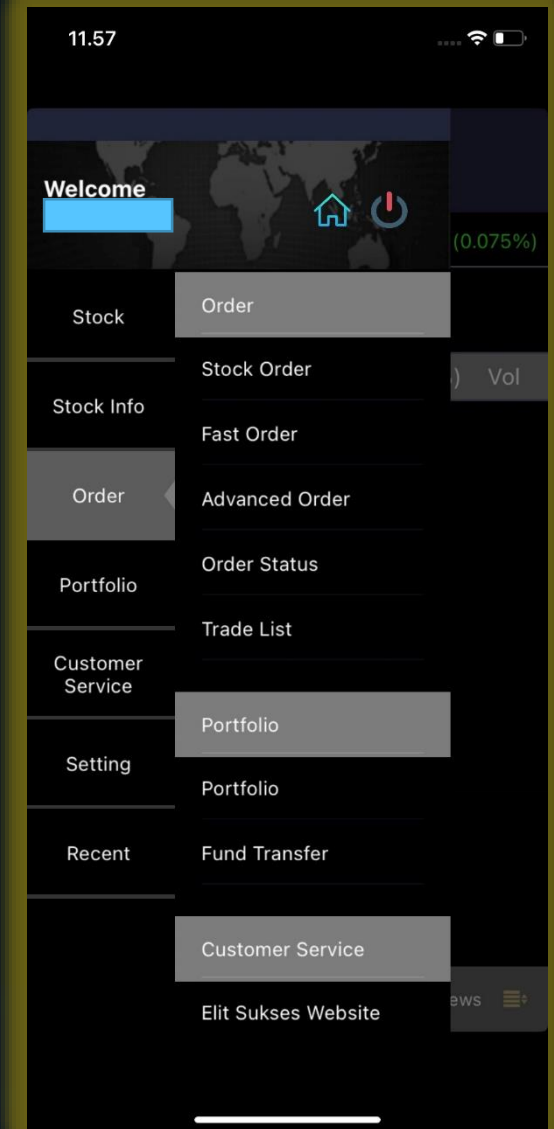 11.57
Welcome
(0.075%)
Stock
Stock Info
Order
Portfolio
Customer
Service
Setting
Recent
Order
Stock Order
Fast Order
Advanced Order
Order Status
Trade List
Portfolio
Portfolio
Fund Transfer
Customer Service
Elit Sukses Website
) Vol
ews